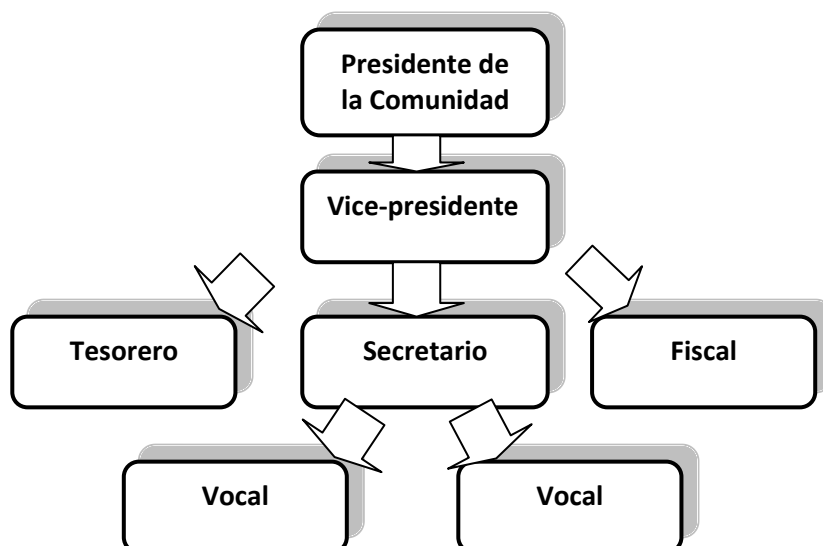 Presidente de
la Comunidad
Vice-presidente
Tesorero
Secretario
Fiscal
Vocal
Vocal